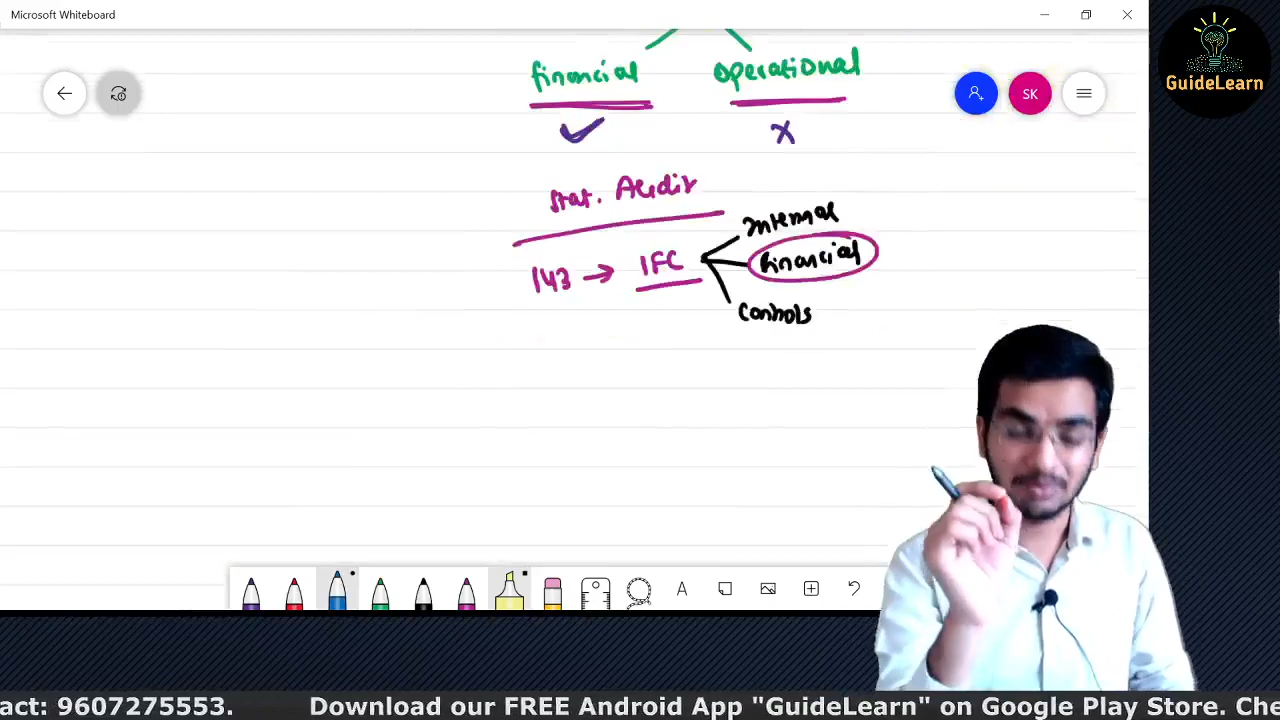 Microsoft Whiteboard
financial operational
SK
GuideLearn
Stat. Audit
Internal
143 → IFC financial
Controls
A
act: 9607275553. Download our FREE Android App "GuideLearn" on Google Play Store. Che